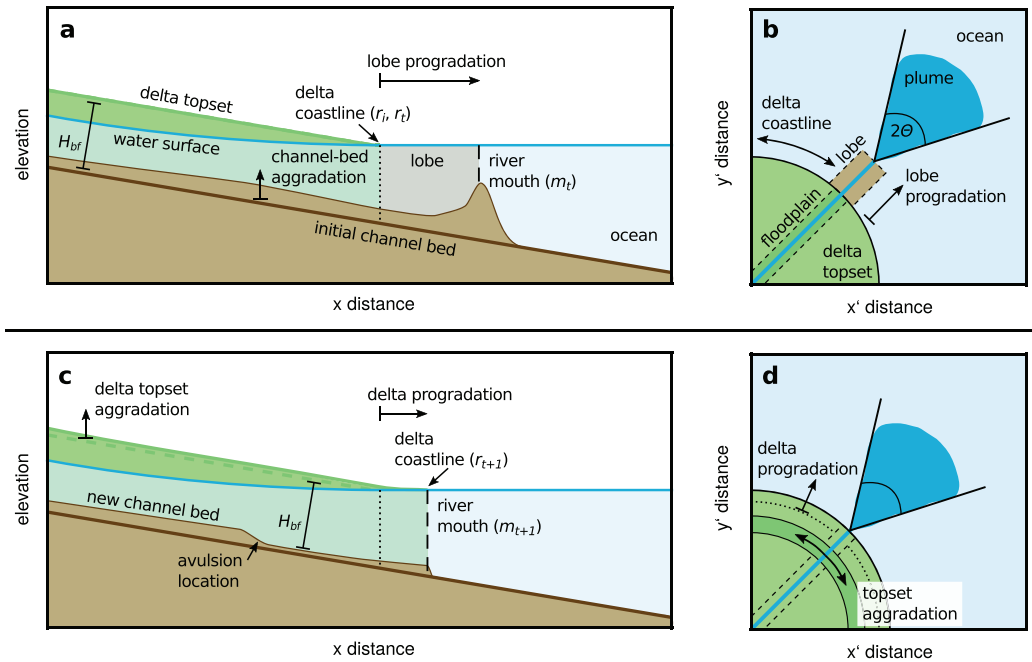 a
lobe progradation
delta
coastline (ri, rt)
delta topset
Hbf
water surface
channel-bed
aggradation
lobe
river
mouth (mt)
initial channel bed
ocean
elevation
x distance
b
ocean
plume
2Θ
delta
coastline
lobe
lobe
progradation
floodplain
delta
topset
y‘ distance
x‘ distance
c
delta topset
aggradation
delta progradation
delta
coastline (rt+1)
new channel bed
Hbf
river
mouth (mt+1)
avulsion
location
elevation
x distance
d
delta
progradation
topset
aggradation
y‘ distance
x‘ distance